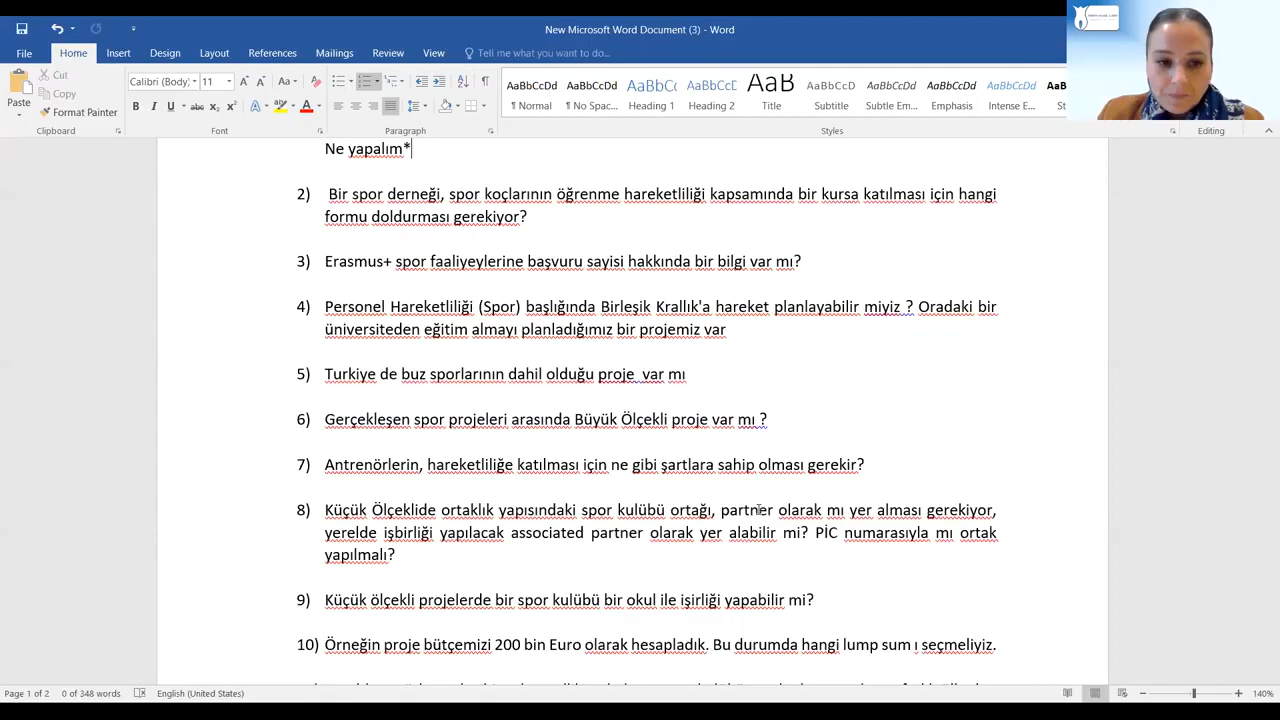 New Microsoft Word Document (3) - Word
File Home Insert Design Layout References Mailings Review View Tell me what you want to do...
Paste Cut Copy Format Painter
Calibri (Body) 11
AaBbCcDd AaBbCcDd AaBbCc AaBbCcD AaB AaBbCcDd AaBbCcDd AaBbCcDd AaBbCcDd
¶ Normal ¶ No Spac... Heading 1 Heading 2 Title Subtitle Subtle Em... Emphasis Intense E...
Clipboard Font Paragraph Styles Editing
Ne yapalım*
2) Bir spor derneği, spor koçlarının öğrenme hareketliliği kapsamında bir kursa katılması için hangi
formu doldurması gerekiyor?
3) Erasmus+ spor faaliyeylerine başvuru sayisi hakkında bir bilgi var mı?
4) Personel Hareketliliği (Spor) başlığında Birleşik Krallık'a hareket planlayabilir miyiz ? Oradaki bir
üniversiteden eğitim almayı planladığımız bir projemiz var
5) Turkiye de buz sporlarının dahil olduğu proje var mı
6) Gerçekleşen spor projeleri arasında Büyük Ölçekli proje var mı ?
7) Antrenörlerin, hareketliliğe katılması için ne gibi şartlara sahip olması gerekir?
8) Küçük Ölçeklide ortaklık yapısındaki spor kulübü ortağı, partner olarak mı yer alması gerekiyor,
yerelde işbirliği yapılacak associated partner olarak yer alabilir mi? PİC numarasıyla mı ortak
yapılmalı?
9) Küçük ölçekli projelerde bir spor kulübü bir okul ile işirliği yapabilir mi?
10) Örneğin proje bütçemizi 200 bin Euro olarak hesapladık. Bu durumda hangi lump sum ı seçmeliyiz.
Page 1 of 2 0 of 348 words English (United States) 140%